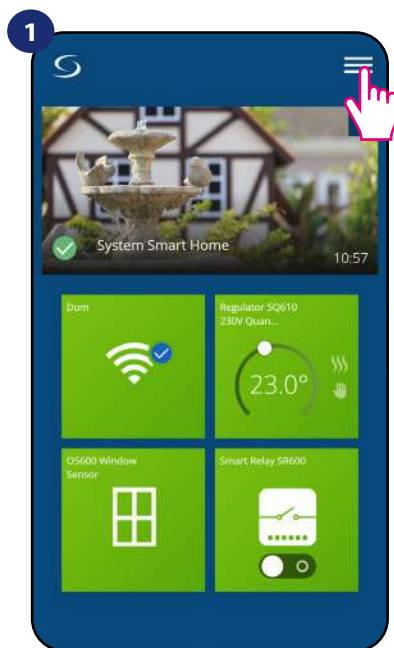 1
System Smart Home
10:57
Dom
Regulator SQ610
230V Quan...
23.0°
OS600 Window
Sensor
Smart Relay SR600